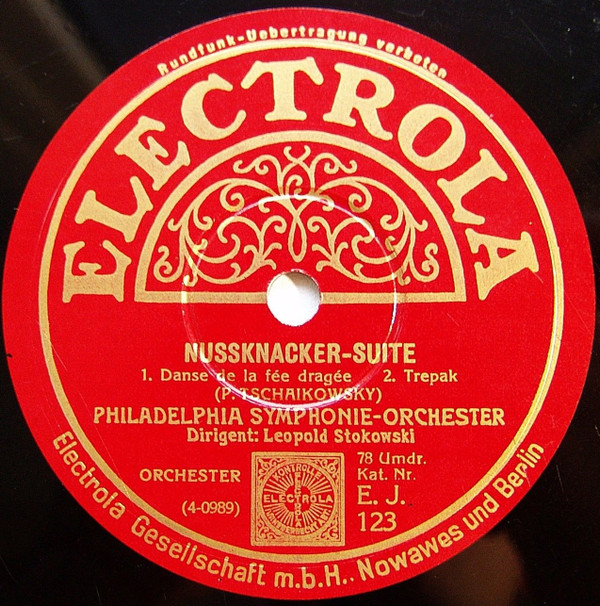 Rundfunk-Uebertragung verboten
ELECTROLA
NUSSKNACKER-SUITE
1. Danse de la fée dragée 2. Trepak
(P. TSCHAIKOWSKY)
PHILADELPHIA SYMPHONIE-ORCHESTER
Dirigent: Leopold Stokowski
ORCHESTER
(4-0989)
KONTROLLE
ELECTROLA
78 Umdr.
Kat. Nr.
E. J.
123
Electrola Gesellschaft m.b.H., Nowawes und Berlin